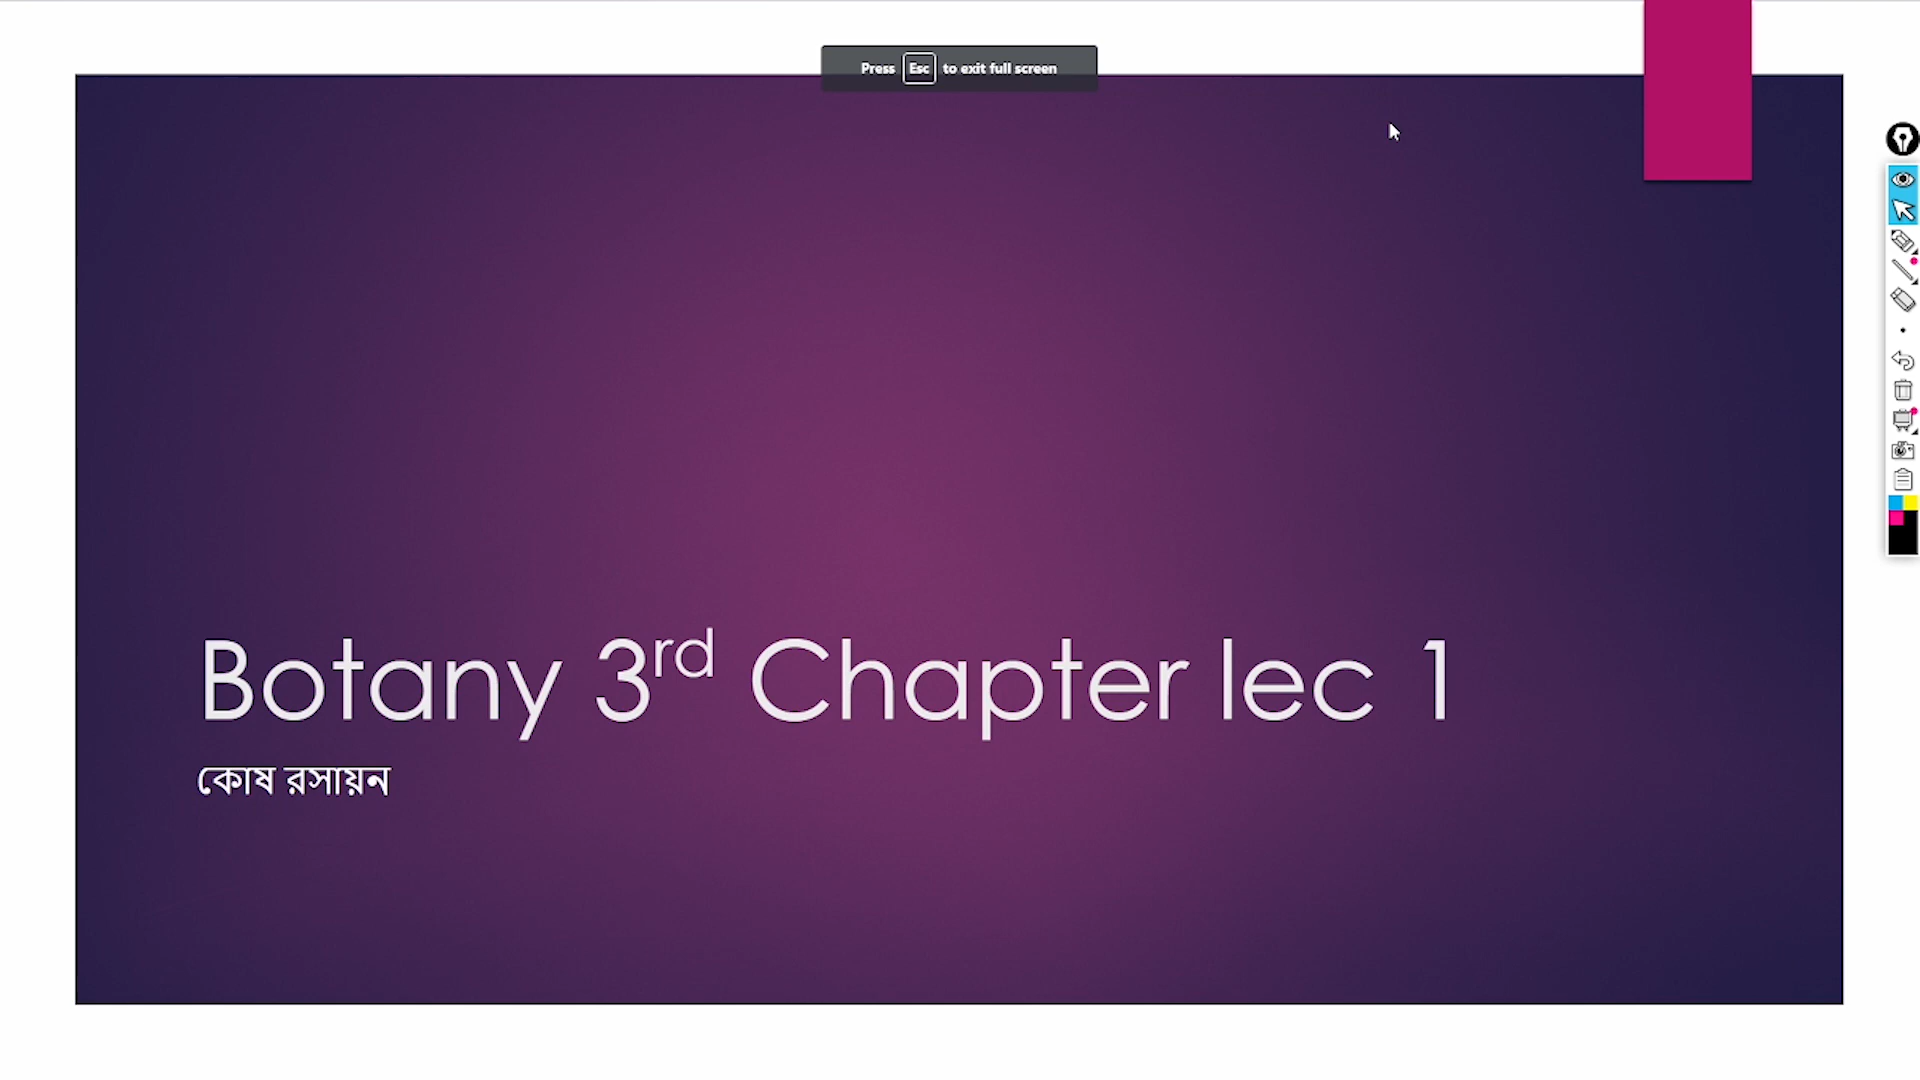 Press Esc to exit full screen
Botany 3rd Chapter lec 1
কোষ রসায়ন